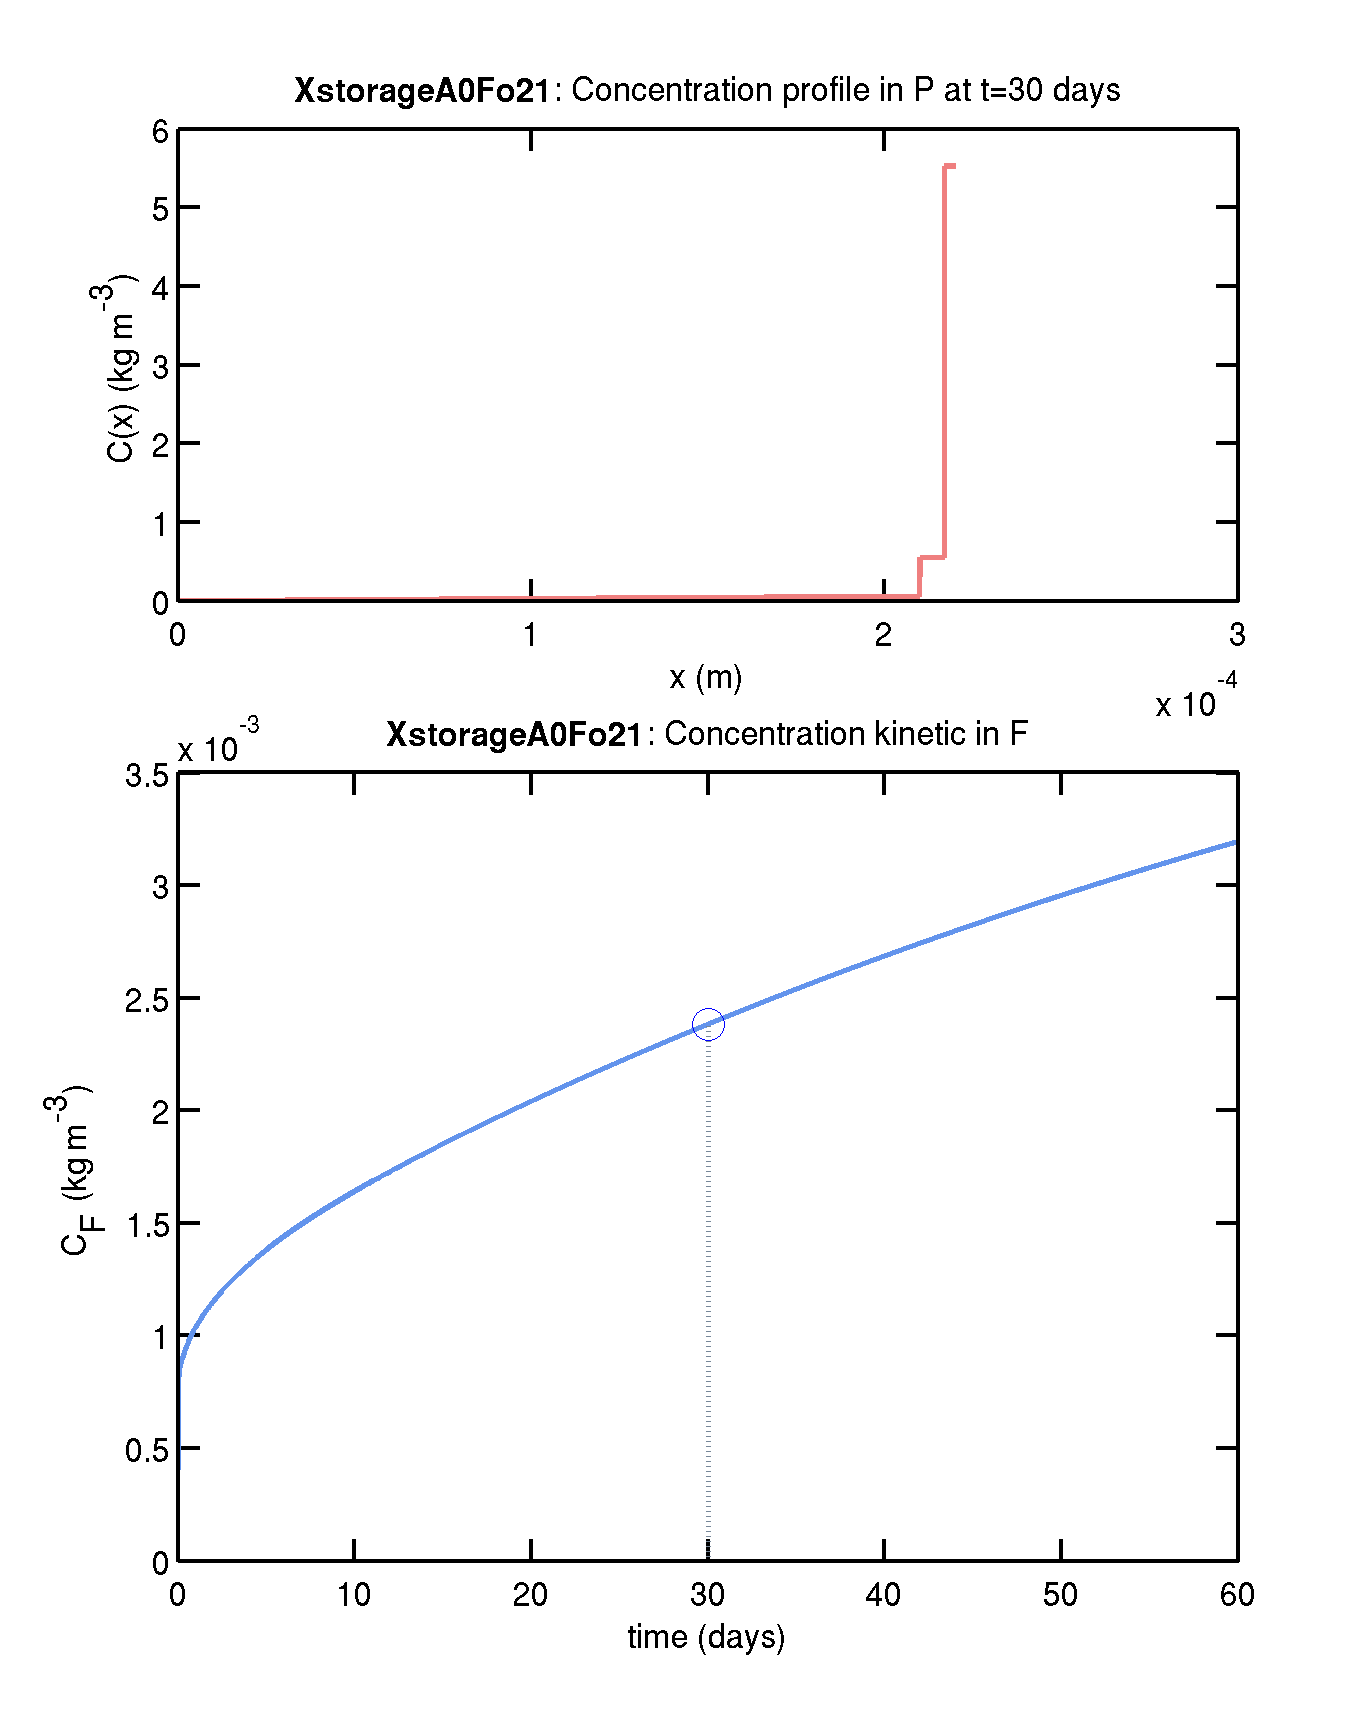 XstorageA0Fo21: Concentration profile in P at t=30 days
6
5
4
3
2
1
0
C(x) (kg m-3)
0 1 2 3
x (m)
x 10-4
XstorageA0Fo21: Concentration kinetic in F
x 10-3
3.5
3
2.5
2
1.5
1
0.5
0
CF (kg m-3)
0 10 20 30 40 50 60
time (days)